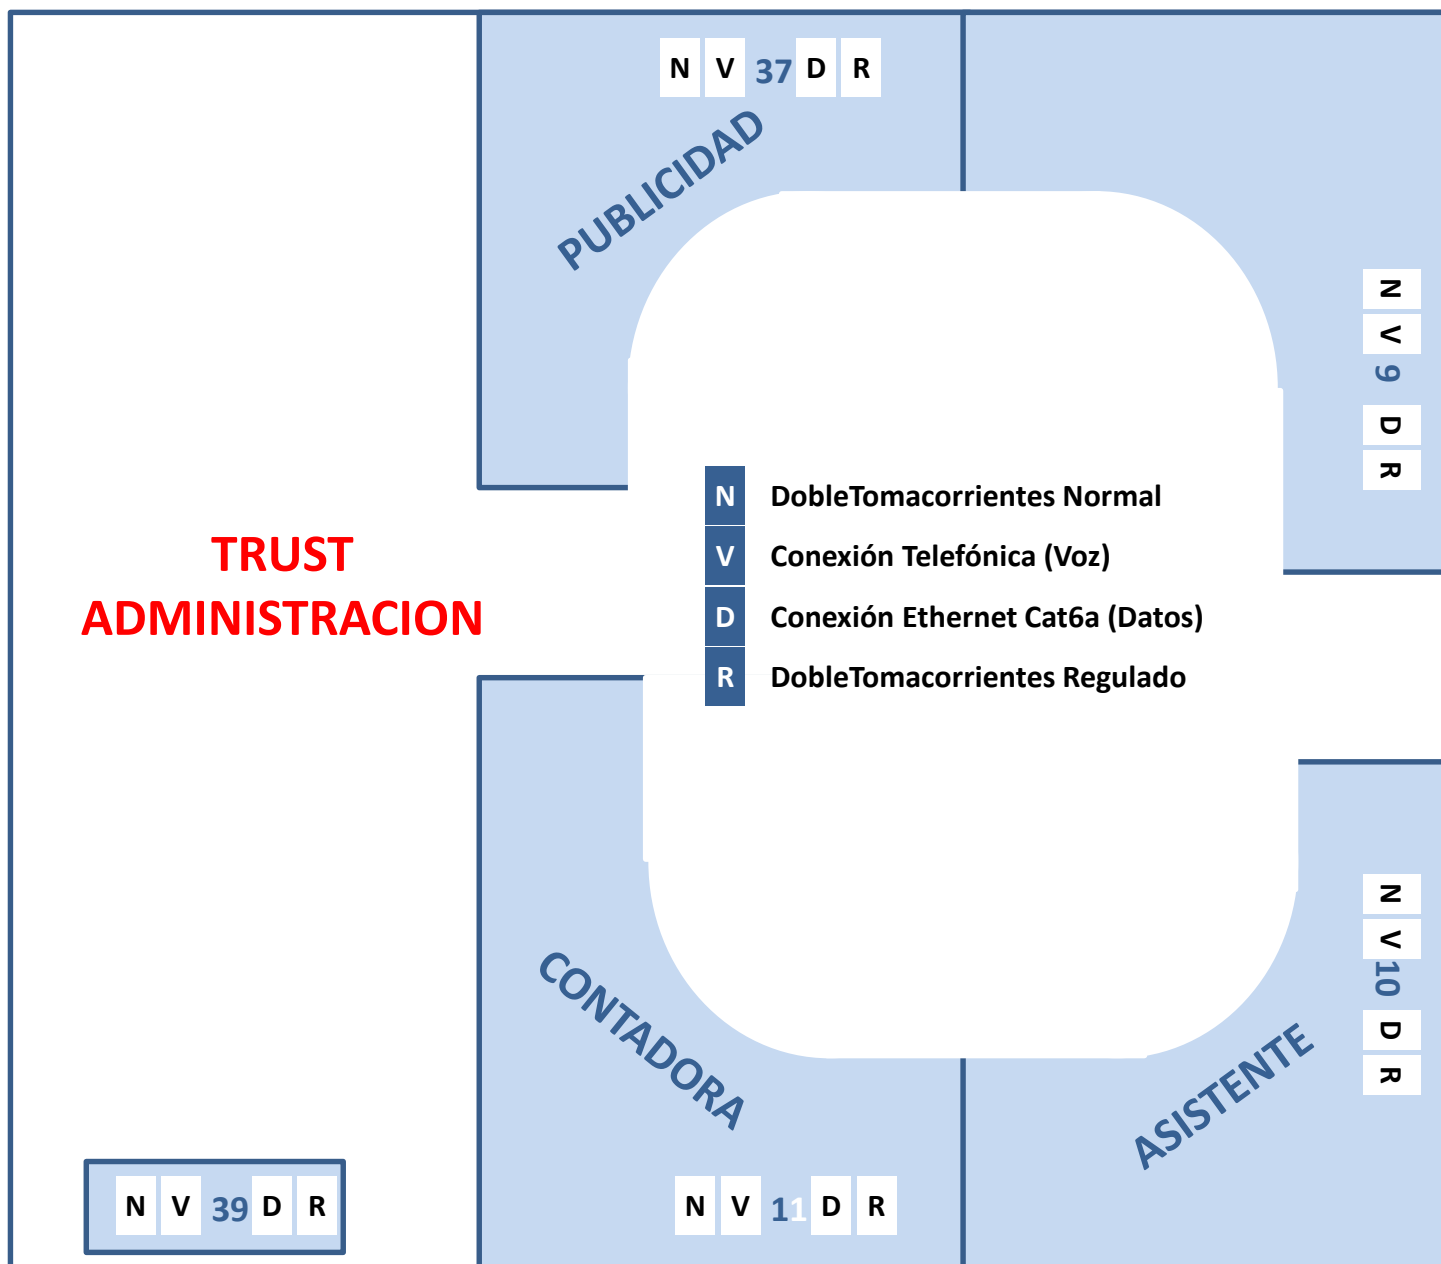 N V 37 D R
PUBLICIDAD
N
V
9
D
R
N DobleTomacorrientes Normal
V Conexión Telefónica (Voz)
D Conexión Ethernet Cat6a (Datos)
R DobleTomacorrientes Regulado
TRUST
ADMINISTRACION
N
V
10
D
R
CONTADORA
ASISTENTE
N V 39 D R
N V 11 D R